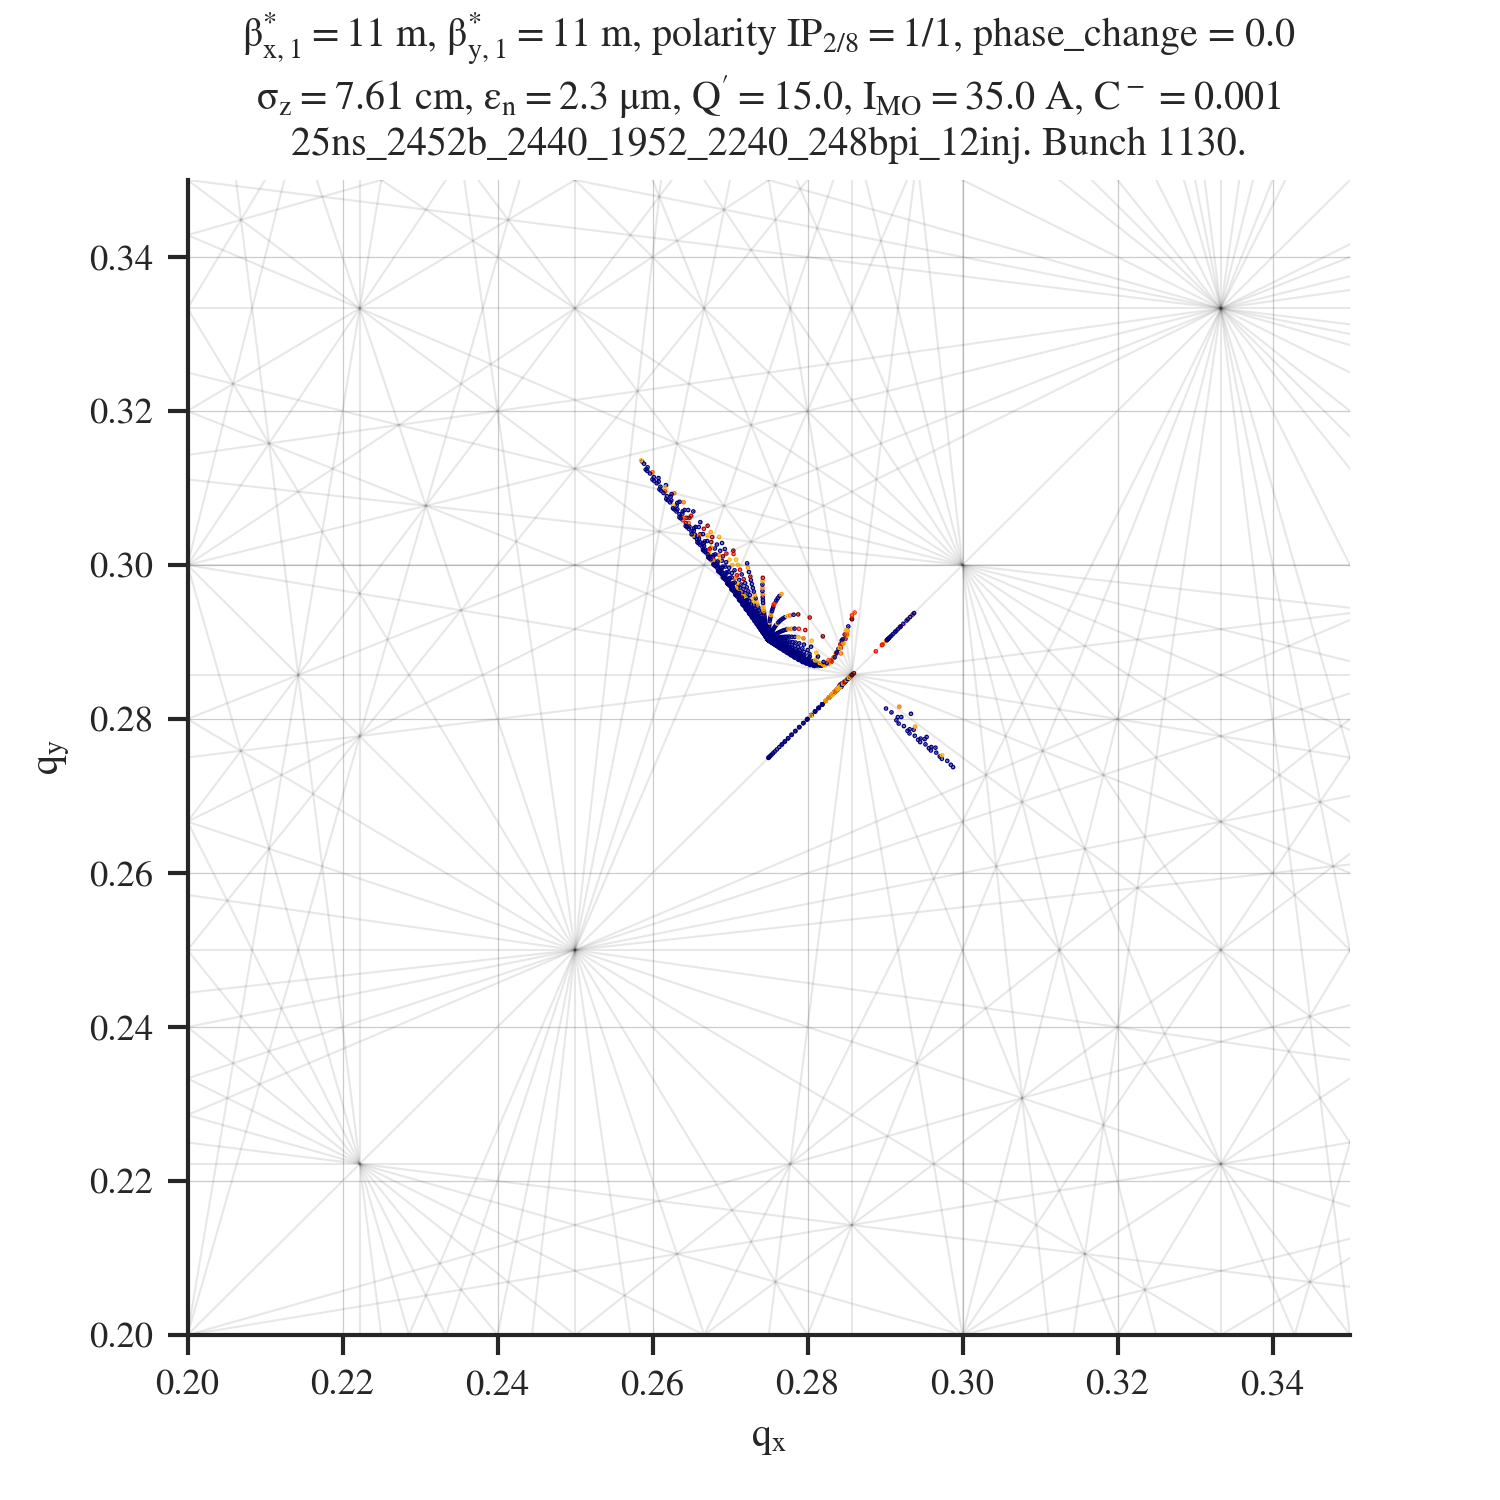 β*x, 1 = 11 m, β*y, 1 = 11 m, polarity IP2/8 = 1/1, phase_change = 0.0
σz = 7.61 cm, εn = 2.3 μm, Q′ = 15.0, IMO = 35.0 A, C− = 0.001
25ns_2452b_2440_1952_2240_248bpi_12inj. Bunch 1130.
0.34
0.32
0.30
0.28
0.26
0.24
0.22
0.20
qy
0.20 0.22 0.24 0.26 0.28 0.30 0.32 0.34
qx